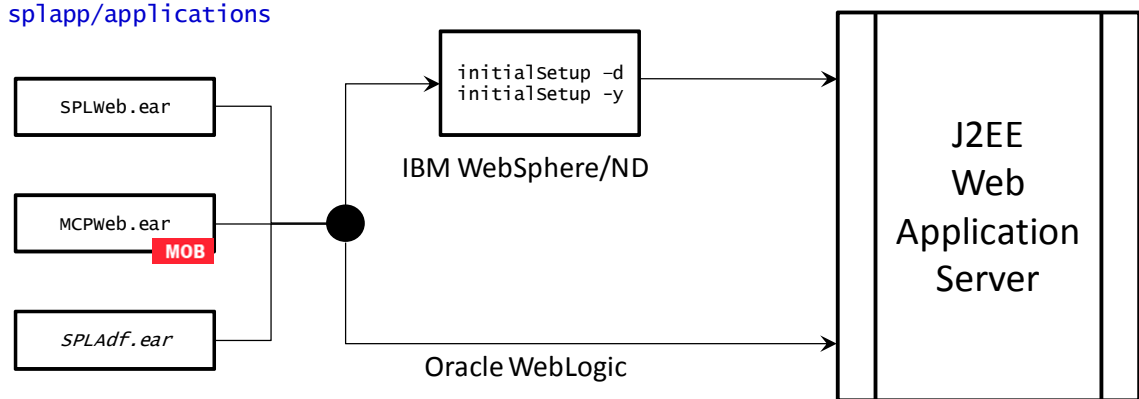 splapp/applications
SPLWeb.ear
MCPWeb.ear
MOB
SPLAdf.ear
initialSetup –d
initialSetup -y
IBM WebSphere/ND
Oracle WebLogic
J2EE
Web
Application
Server